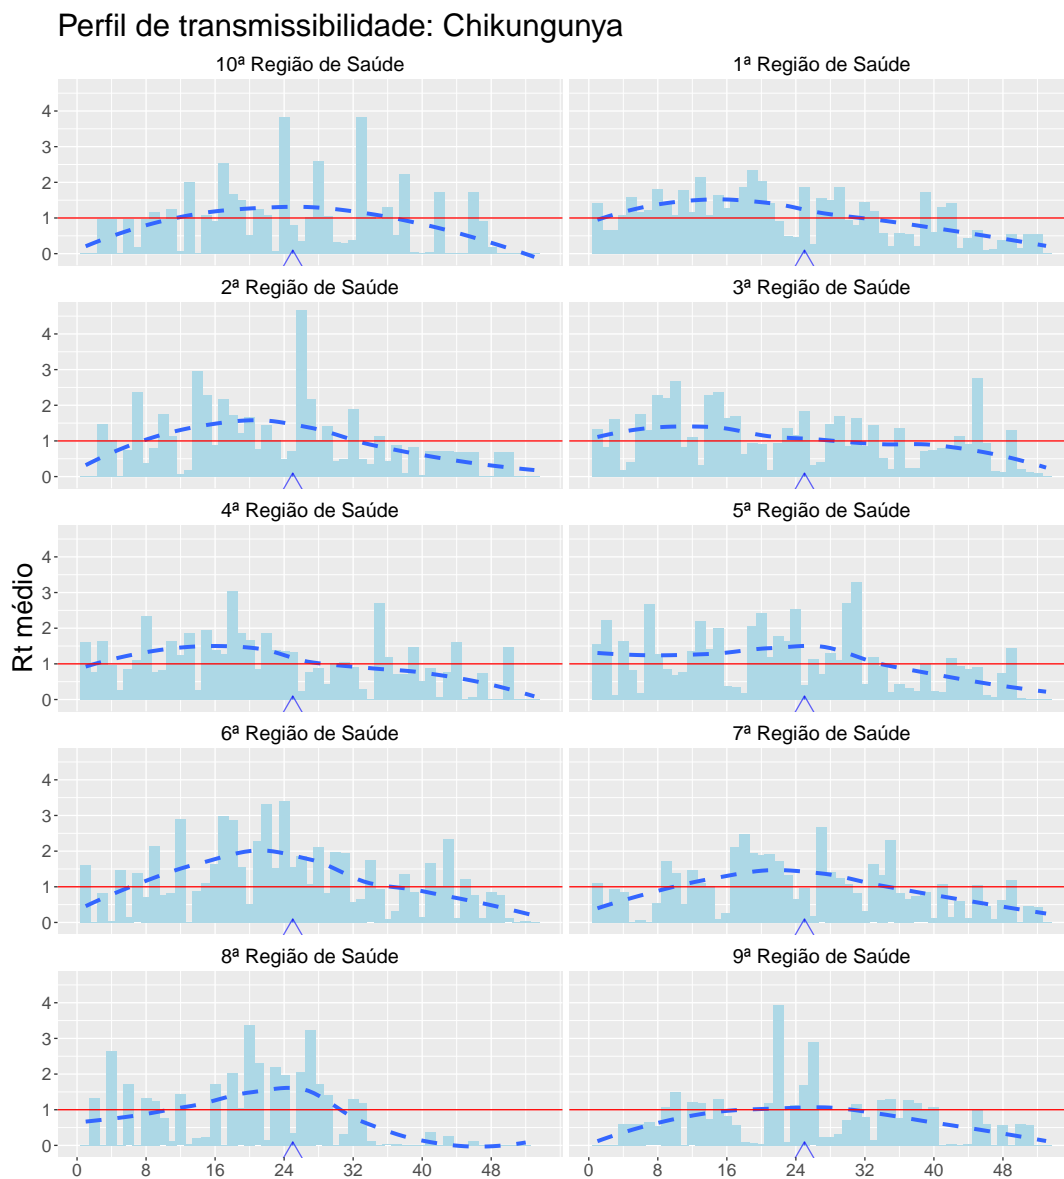 Perfil de transmissibilidade: Chikungunya
10ª Região de Saúde
1ª Região de Saúde
4
3
2
1
0
2ª Região de Saúde
3ª Região de Saúde
4
3
2
1
0
4ª Região de Saúde
5ª Região de Saúde
4
3
2
1
0
Rt médio
6ª Região de Saúde
7ª Região de Saúde
4
3
2
1
0
8ª Região de Saúde
9ª Região de Saúde
4
3
2
1
0
0 8 16 24 32 40 48 0 8 16 24 32 40 48